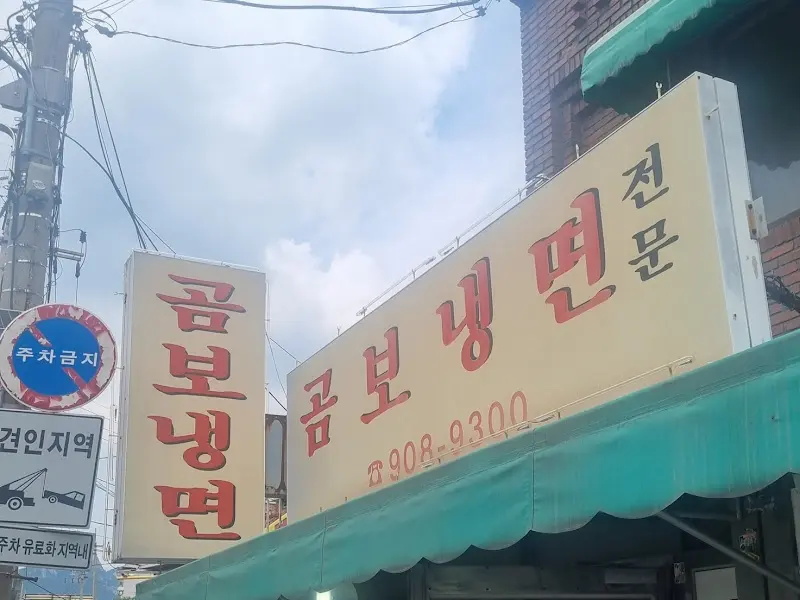 곰보냉면
전문
☎908-9300
곰
보
냉
면
주차금지
견인지역
주차 유료화 지역내